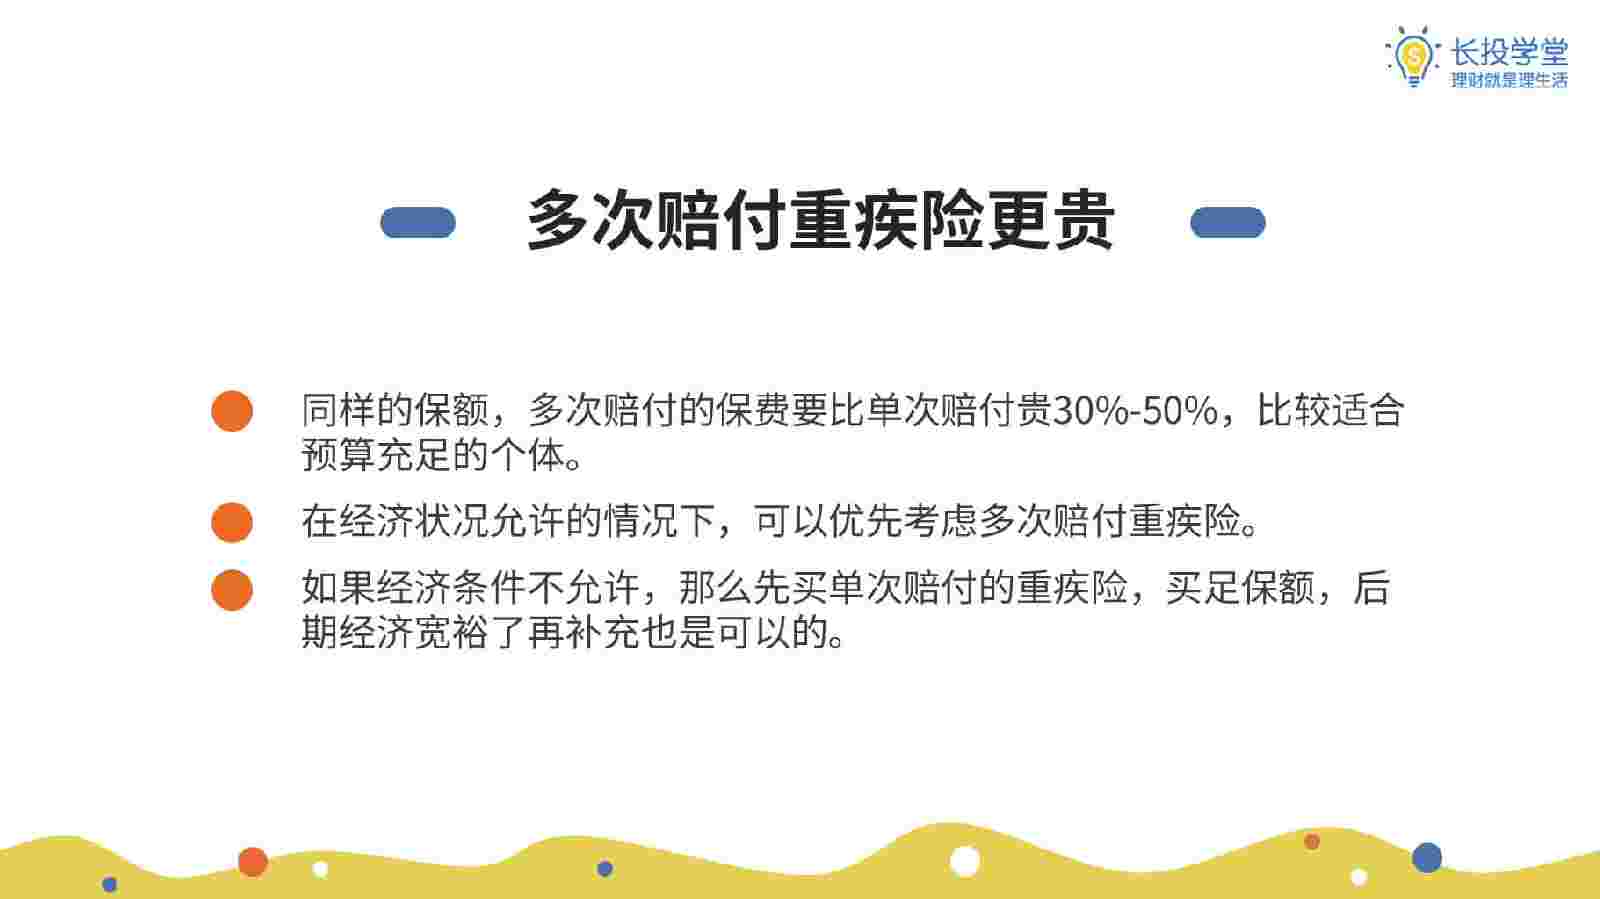 长投学堂
理财就是理生活
多次赔付重疾险更贵
同样的保额，多次赔付的保费要比单次赔付贵30%-50%，比较适合
预算充足的个体。
在经济状况允许的情况下，可以优先考虑多次赔付重疾险。
如果经济条件不允许，那么先买单次赔付的重疾险，买足保额，后
期经济宽裕了再补充也是可以的。